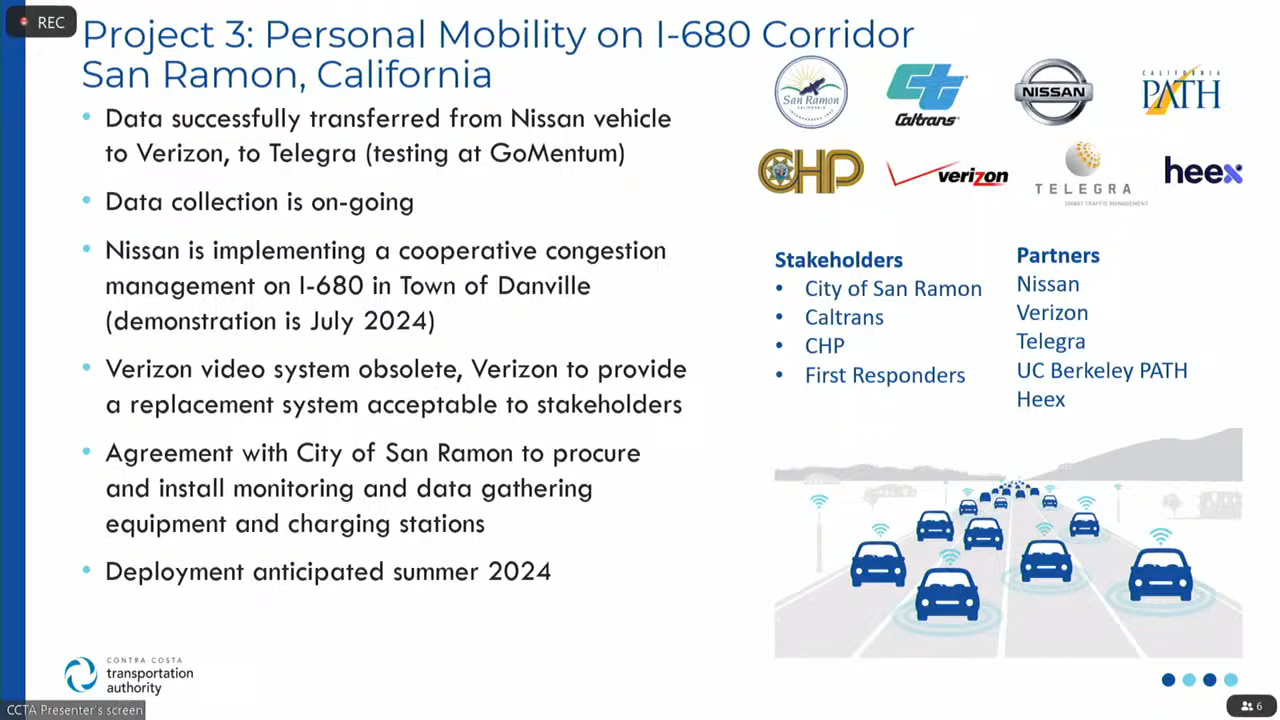 REC
Project 3: Personal Mobility on I-680 Corridor
San Ramon, California
• Data successfully transferred from Nissan vehicle
to Verizon, to Telegra (testing at GoMentum)
• Data collection is on-going
• Nissan is implementing a cooperative congestion
management on I-680 in Town of Danville
(demonstration is July 2024)
• Verizon video system obsolete, Verizon to provide
a replacement system acceptable to stakeholders
• Agreement with City of San Ramon to procure
and install monitoring and data gathering
equipment and charging stations
• Deployment anticipated summer 2024
San Ramon
CALIFORNIA
Caltrans
NISSAN
CALIFORNIA
PATH
CHP
verizon
TELEGRA
SMART TRAFFIC MANAGEMENT
heex
Stakeholders
• City of San Ramon
• Caltrans
• CHP
• First Responders
Partners
Nissan
Verizon
Telegra
UC Berkeley PATH
Heex
CONTRA COSTA
transportation
authority
CCTA Presenter's screen
6